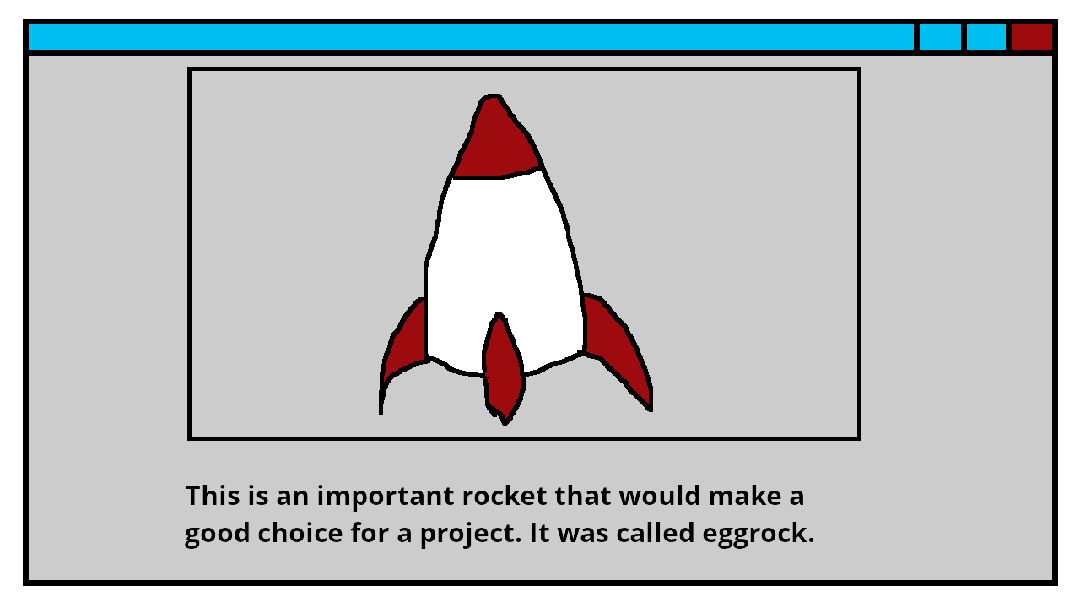 This is an important rocket that would make a
good choice for a project. It was called eggrock.